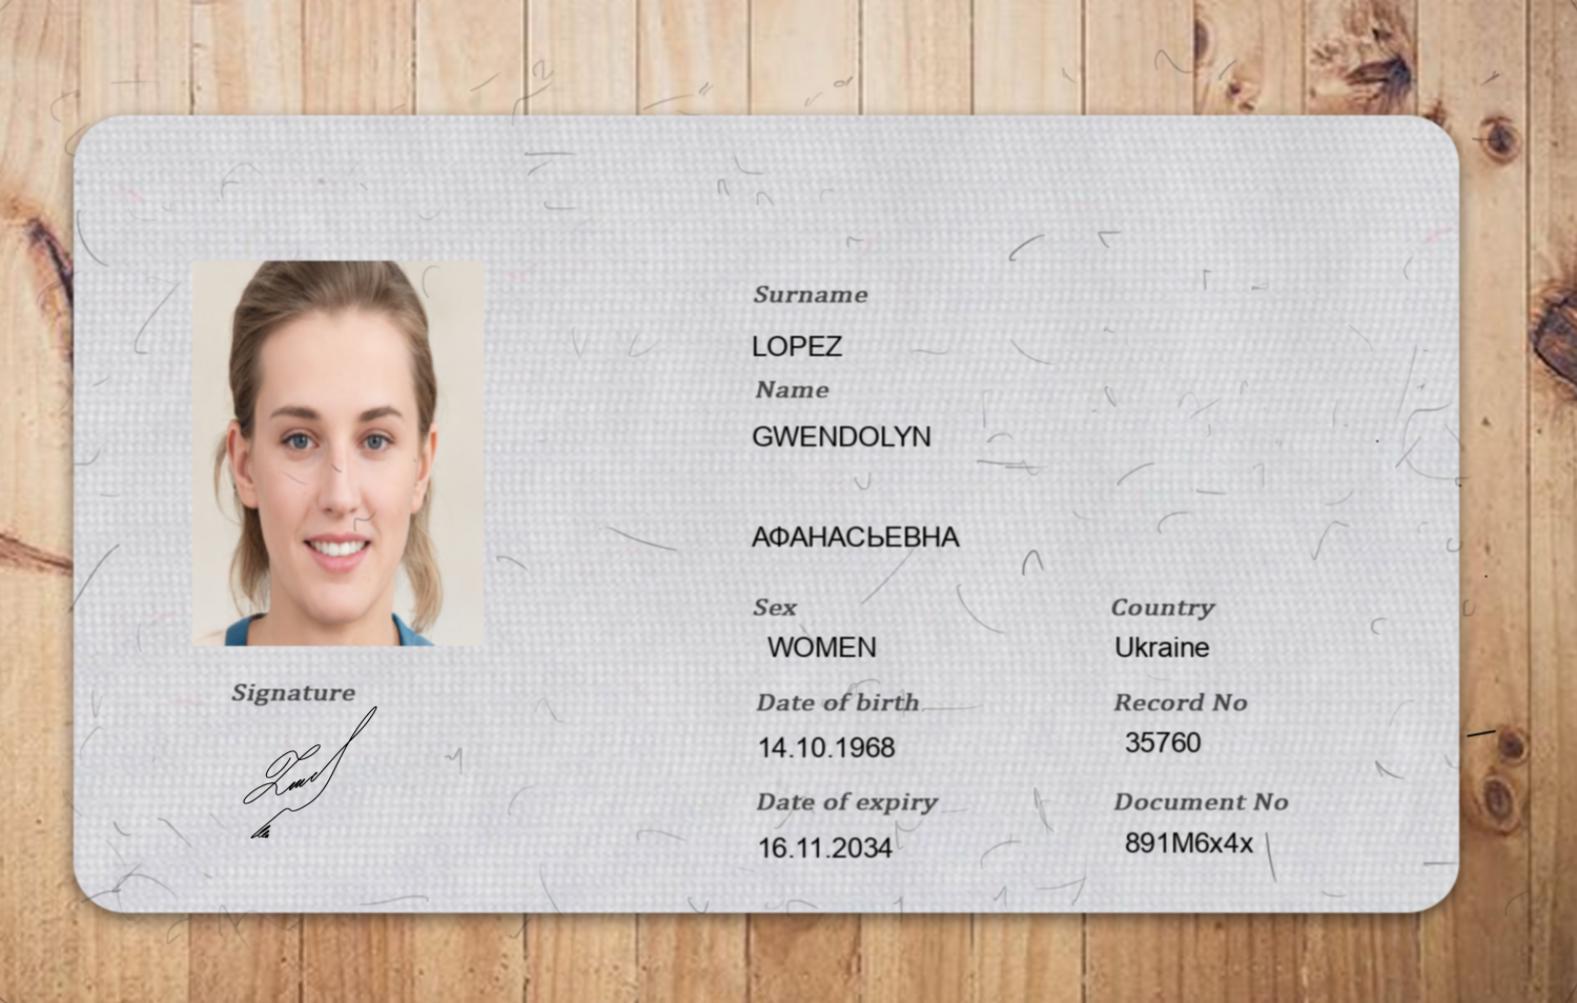 Surname
LOPEZ
Name
GWENDOLYN
АФАНАСЬЕВНА
Sex
WOMEN
Country
Ukraine
Date of birth
14.10.1968
Record No
35760
Date of expiry
16.11.2034
Document No
891M6x4x
Signature